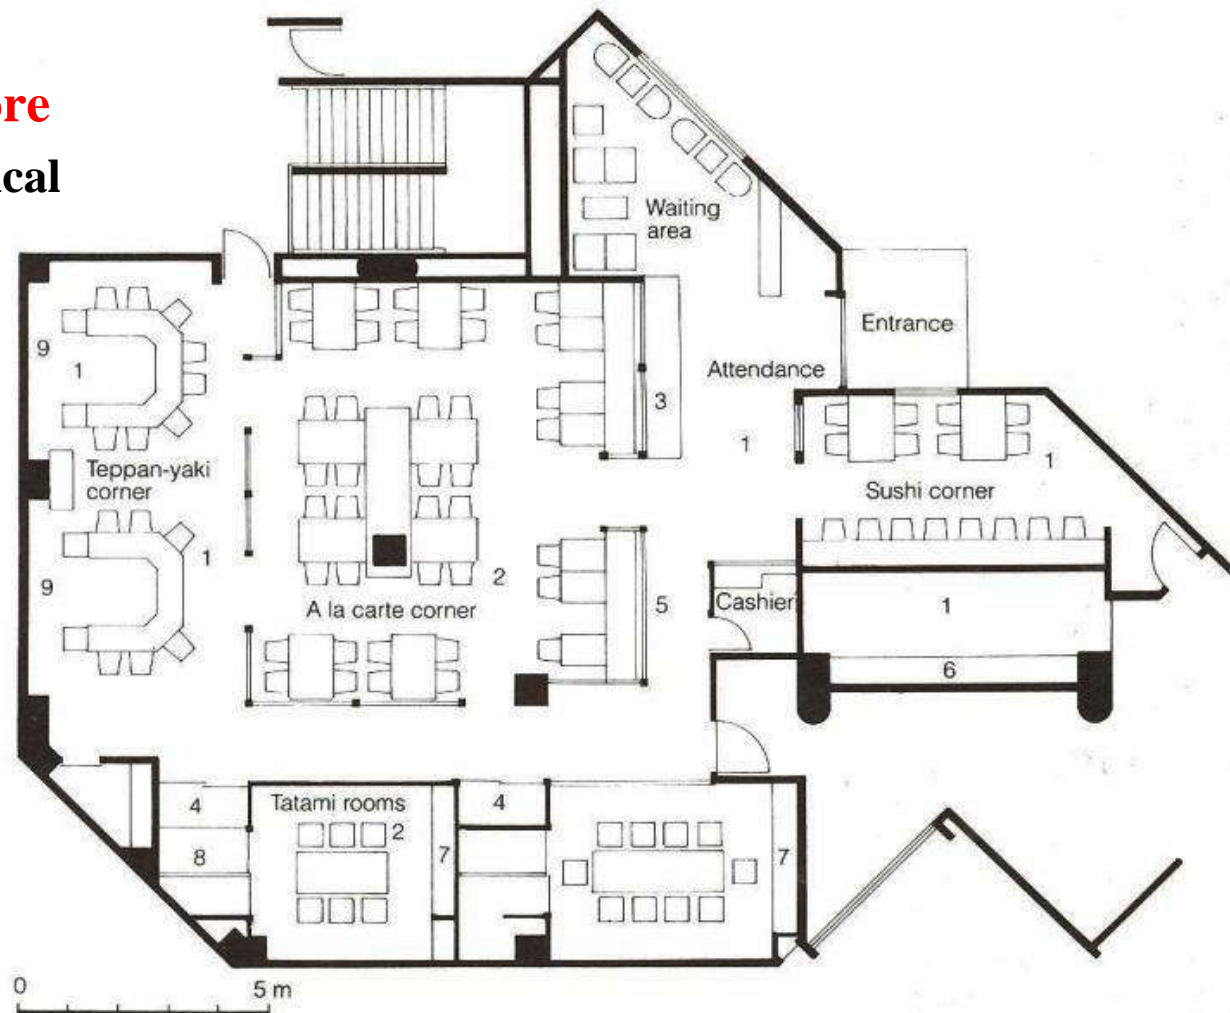 ore
ical
Waiting
area
Entrance
Attendance
9
1
3
1
1
Teppan-yaki
corner
Sushi corner
9
1
2
5
A la carte corner
Cashier
1
6
4
Tatami rooms
2
4
8
7
7
0
5 m